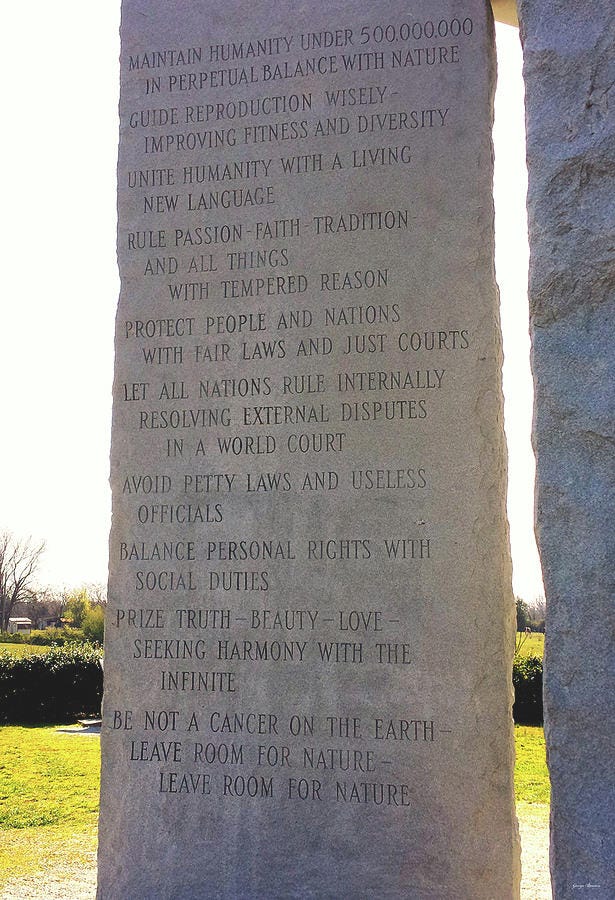 MAINTAIN HUMANITY UNDER 500,000,000
IN PERPETUAL BALANCE WITH NATURE
GUIDE REPRODUCTION WISELY-
IMPROVING FITNESS AND DIVERSITY
UNITE HUMANITY WITH A LIVING
NEW LANGUAGE
RULE PASSION-FAITH-TRADITION-
AND ALL THINGS
WITH TEMPERED REASON
PROTECT PEOPLE AND NATIONS
WITH FAIR LAWS AND JUST COURTS
LET ALL NATIONS RULE INTERNALLY
RESOLVING EXTERNAL DISPUTES
IN A WORLD COURT
AVOID PETTY LAWS AND USELESS
OFFICIALS
BALANCE PERSONAL RIGHTS WITH
SOCIAL DUTIES
PRIZE TRUTH – BEAUTY – LOVE –
SEEKING HARMONY WITH THE
INFINITE
BE NOT A CANCER ON THE EARTH –
LEAVE ROOM FOR NATURE –
LEAVE ROOM FOR NATURE